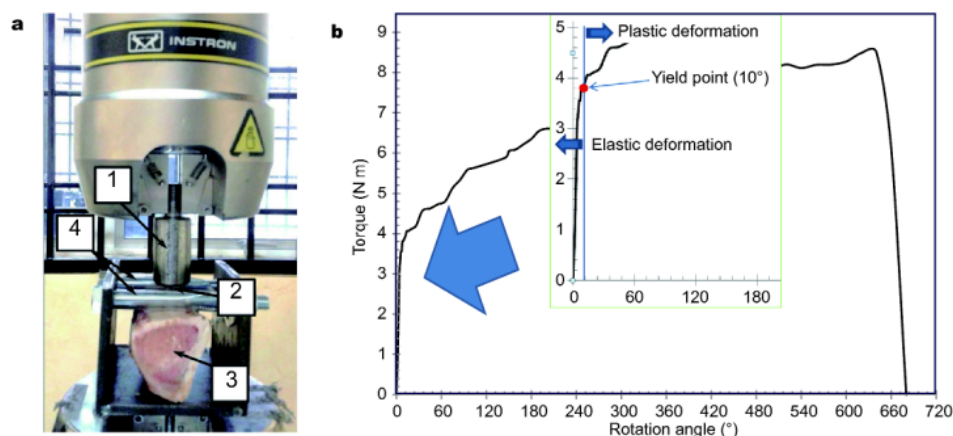 a
INSTRON
1
4
2
3
b
Torque (N m)
9
8
7
6
5
4
3
2
1
0
0 60 120 180 240 300 360 420 480 540 600 660 720
Rotation angle (°)
5
4
3
2
1
0
0 60 120 180
Plastic deformation
Yield point (10°)
Elastic deformation